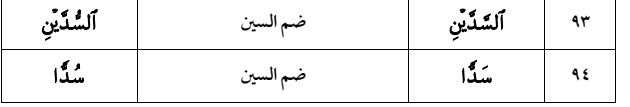 ٩٣ ٱلسَّدَّيۡنِ ضم السين ٱلسُّدَّيۡنِ
٩٤ سَدّٗا ضم السين سُدّٗا